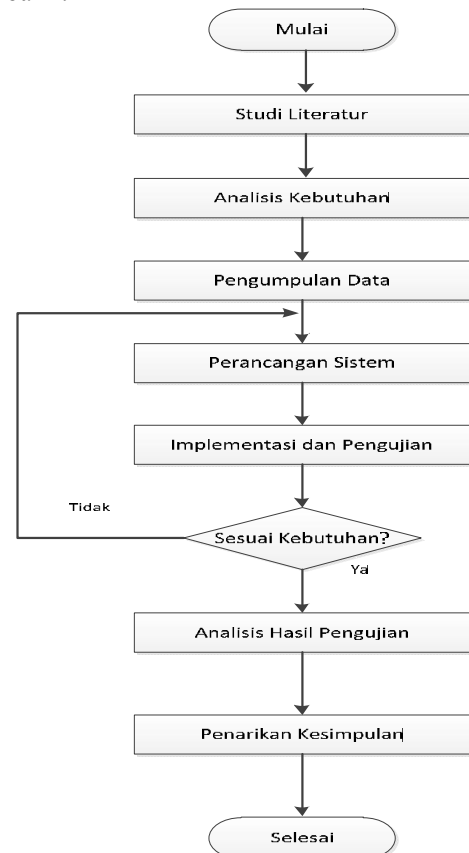 Mulai
Studi Literatur
Analisis Kebutuhan
Pengumpulan Data
Perancangan Sistem
Implementasi dan Pengujian
Tidak
Sesuai Kebutuhan?
Ya
Analisis Hasil Pengujian
Penarikan Kesimpulan
Selesai